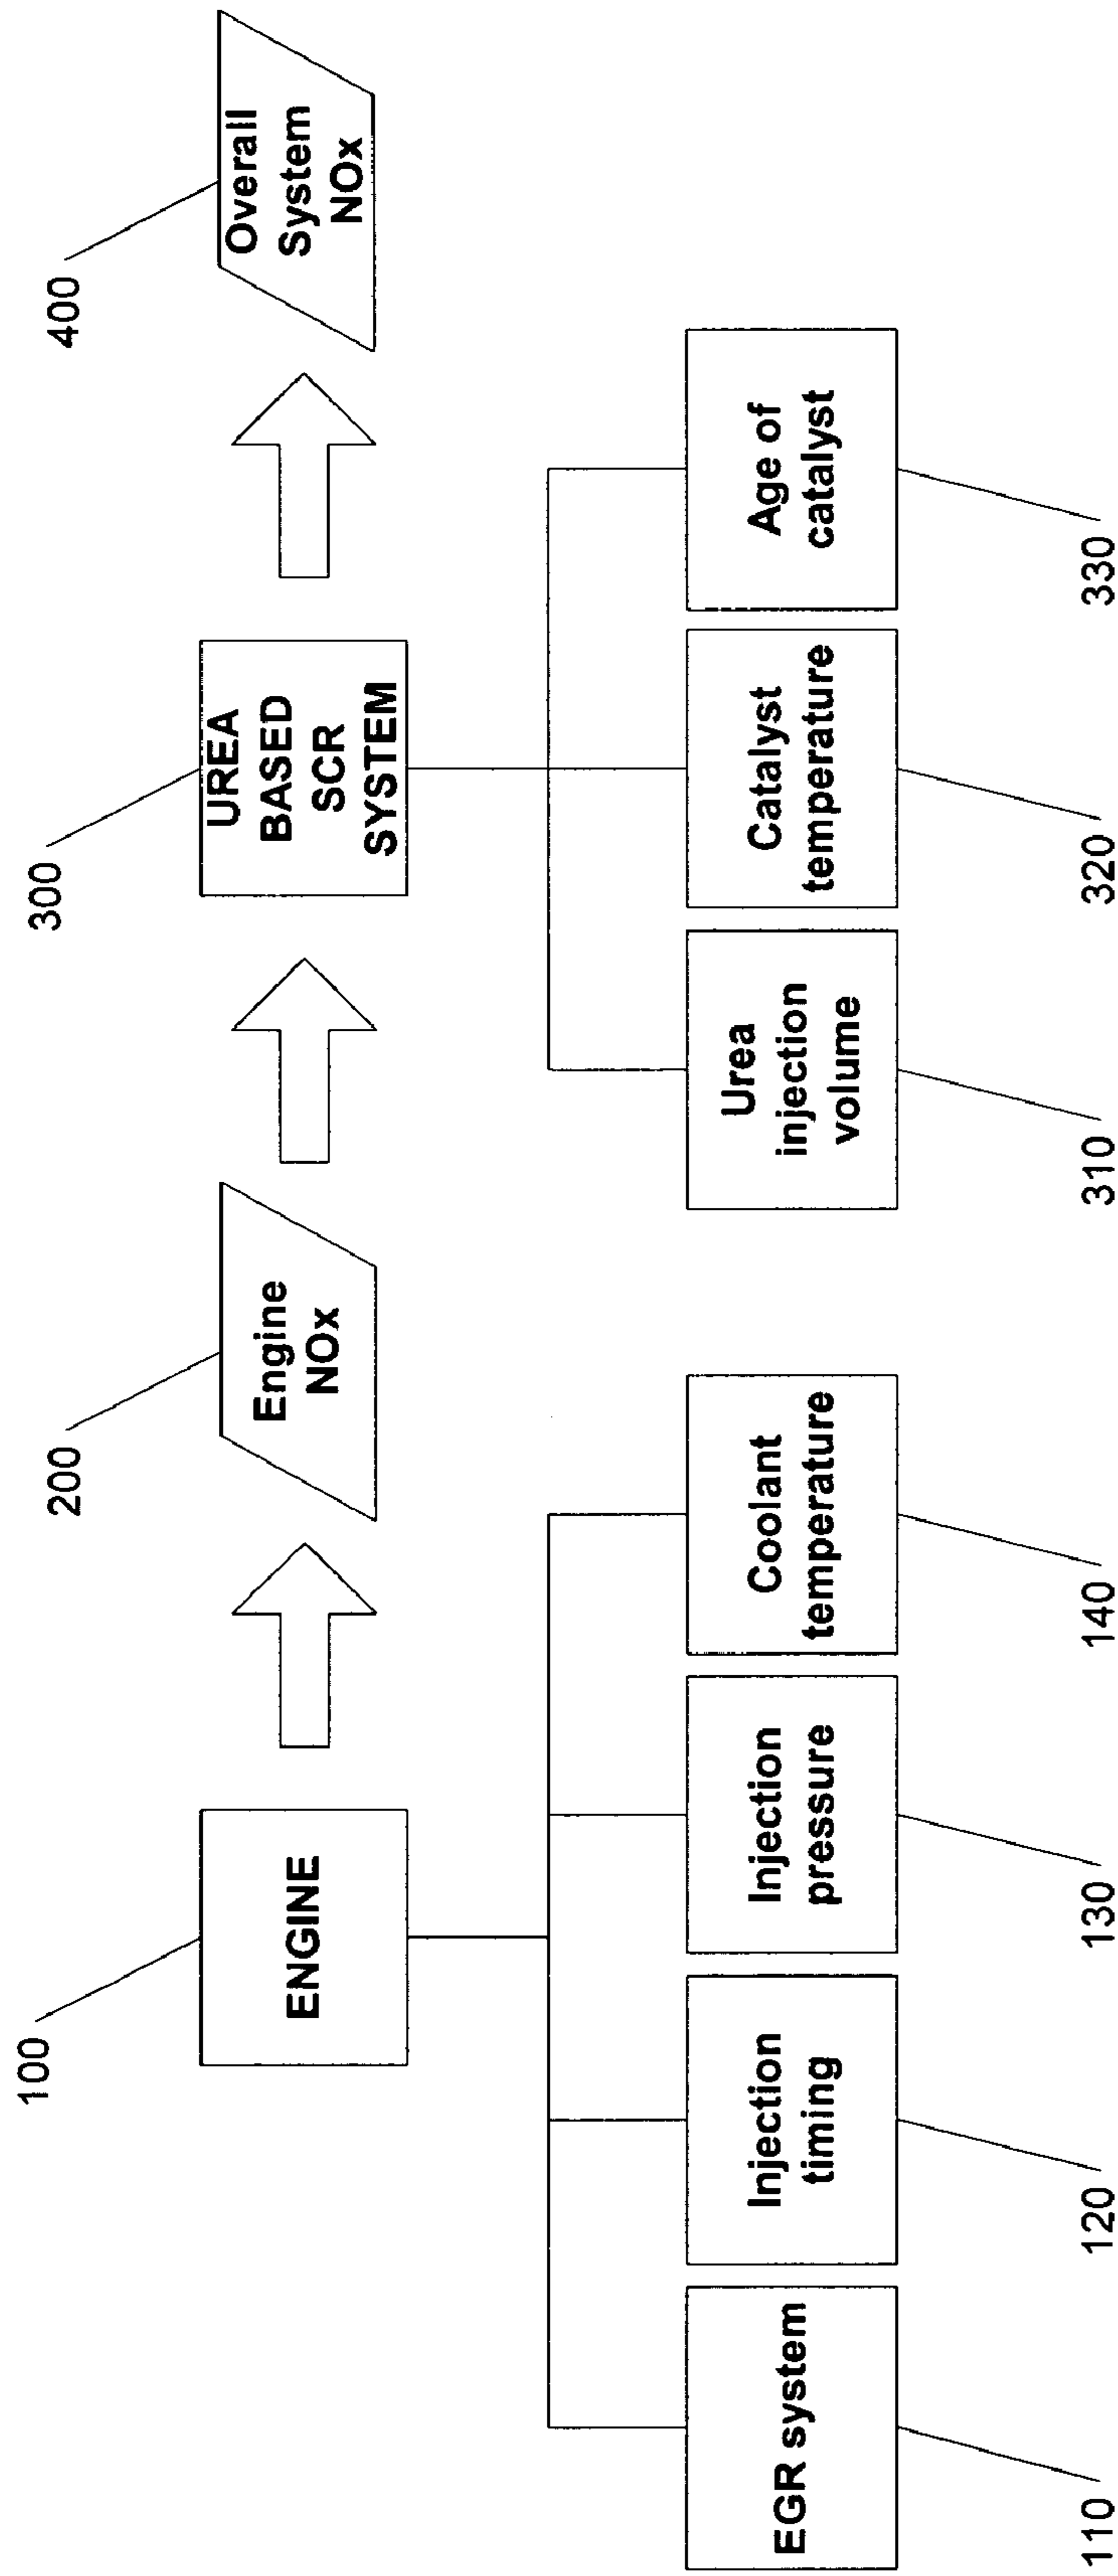 100
ENGINE
200
Engine
NOx
300
UREA
BASED
SCR
SYSTEM
400
Overall
System
NOx
EGR system
110
Injection
timing
120
Injection
pressure
130
Coolant
temperature
140
Urea
injection
volume
310
Catalyst
temperature
320
Age of
catalyst
330